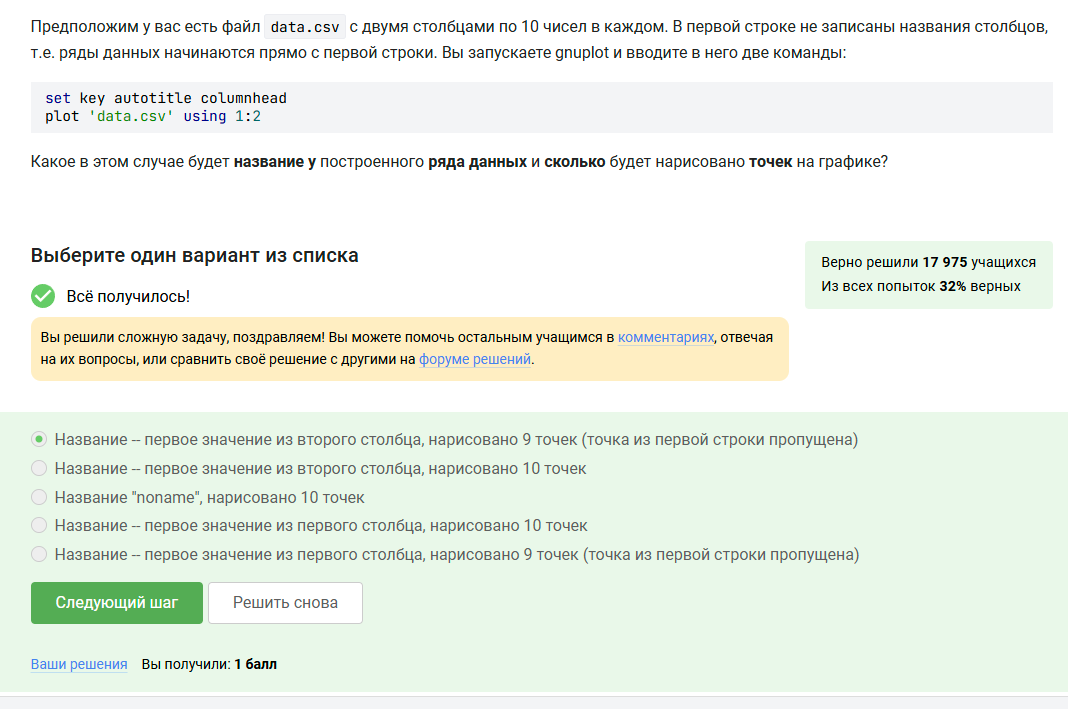 Предположим у вас есть файл data.csv с двумя столбцами по 10 чисел в каждом. В первой строке не записаны названия столбцов,
т.е. ряды данных начинаются прямо с первой строки. Вы запускаете gnuplot и вводите в него две команды:
set key autotitle columnhead
plot 'data.csv' using 1:2
Какое в этом случае будет название у построенного ряда данных и сколько будет нарисовано точек на графике?
Выберите один вариант из списка
Верно решили 17 975 учащихся
Из всех попыток 32% верных
Всё получилось!
Вы решили сложную задачу, поздравляем! Вы можете помочь остальным учащимся в комментариях, отвечая
на их вопросы, или сравнить своё решение с другими на форуме решений.
Название -- первое значение из второго столбца, нарисовано 9 точек (точка из первой строки пропущена)
Название -- первое значение из второго столбца, нарисовано 10 точек
Название "noname", нарисовано 10 точек
Название -- первое значение из первого столбца, нарисовано 10 точек
Название -- первое значение из первого столбца, нарисовано 9 точек (точка из первой строки пропущена)
Следующий шаг
Решить снова
Ваши решения Вы получили: 1 балл